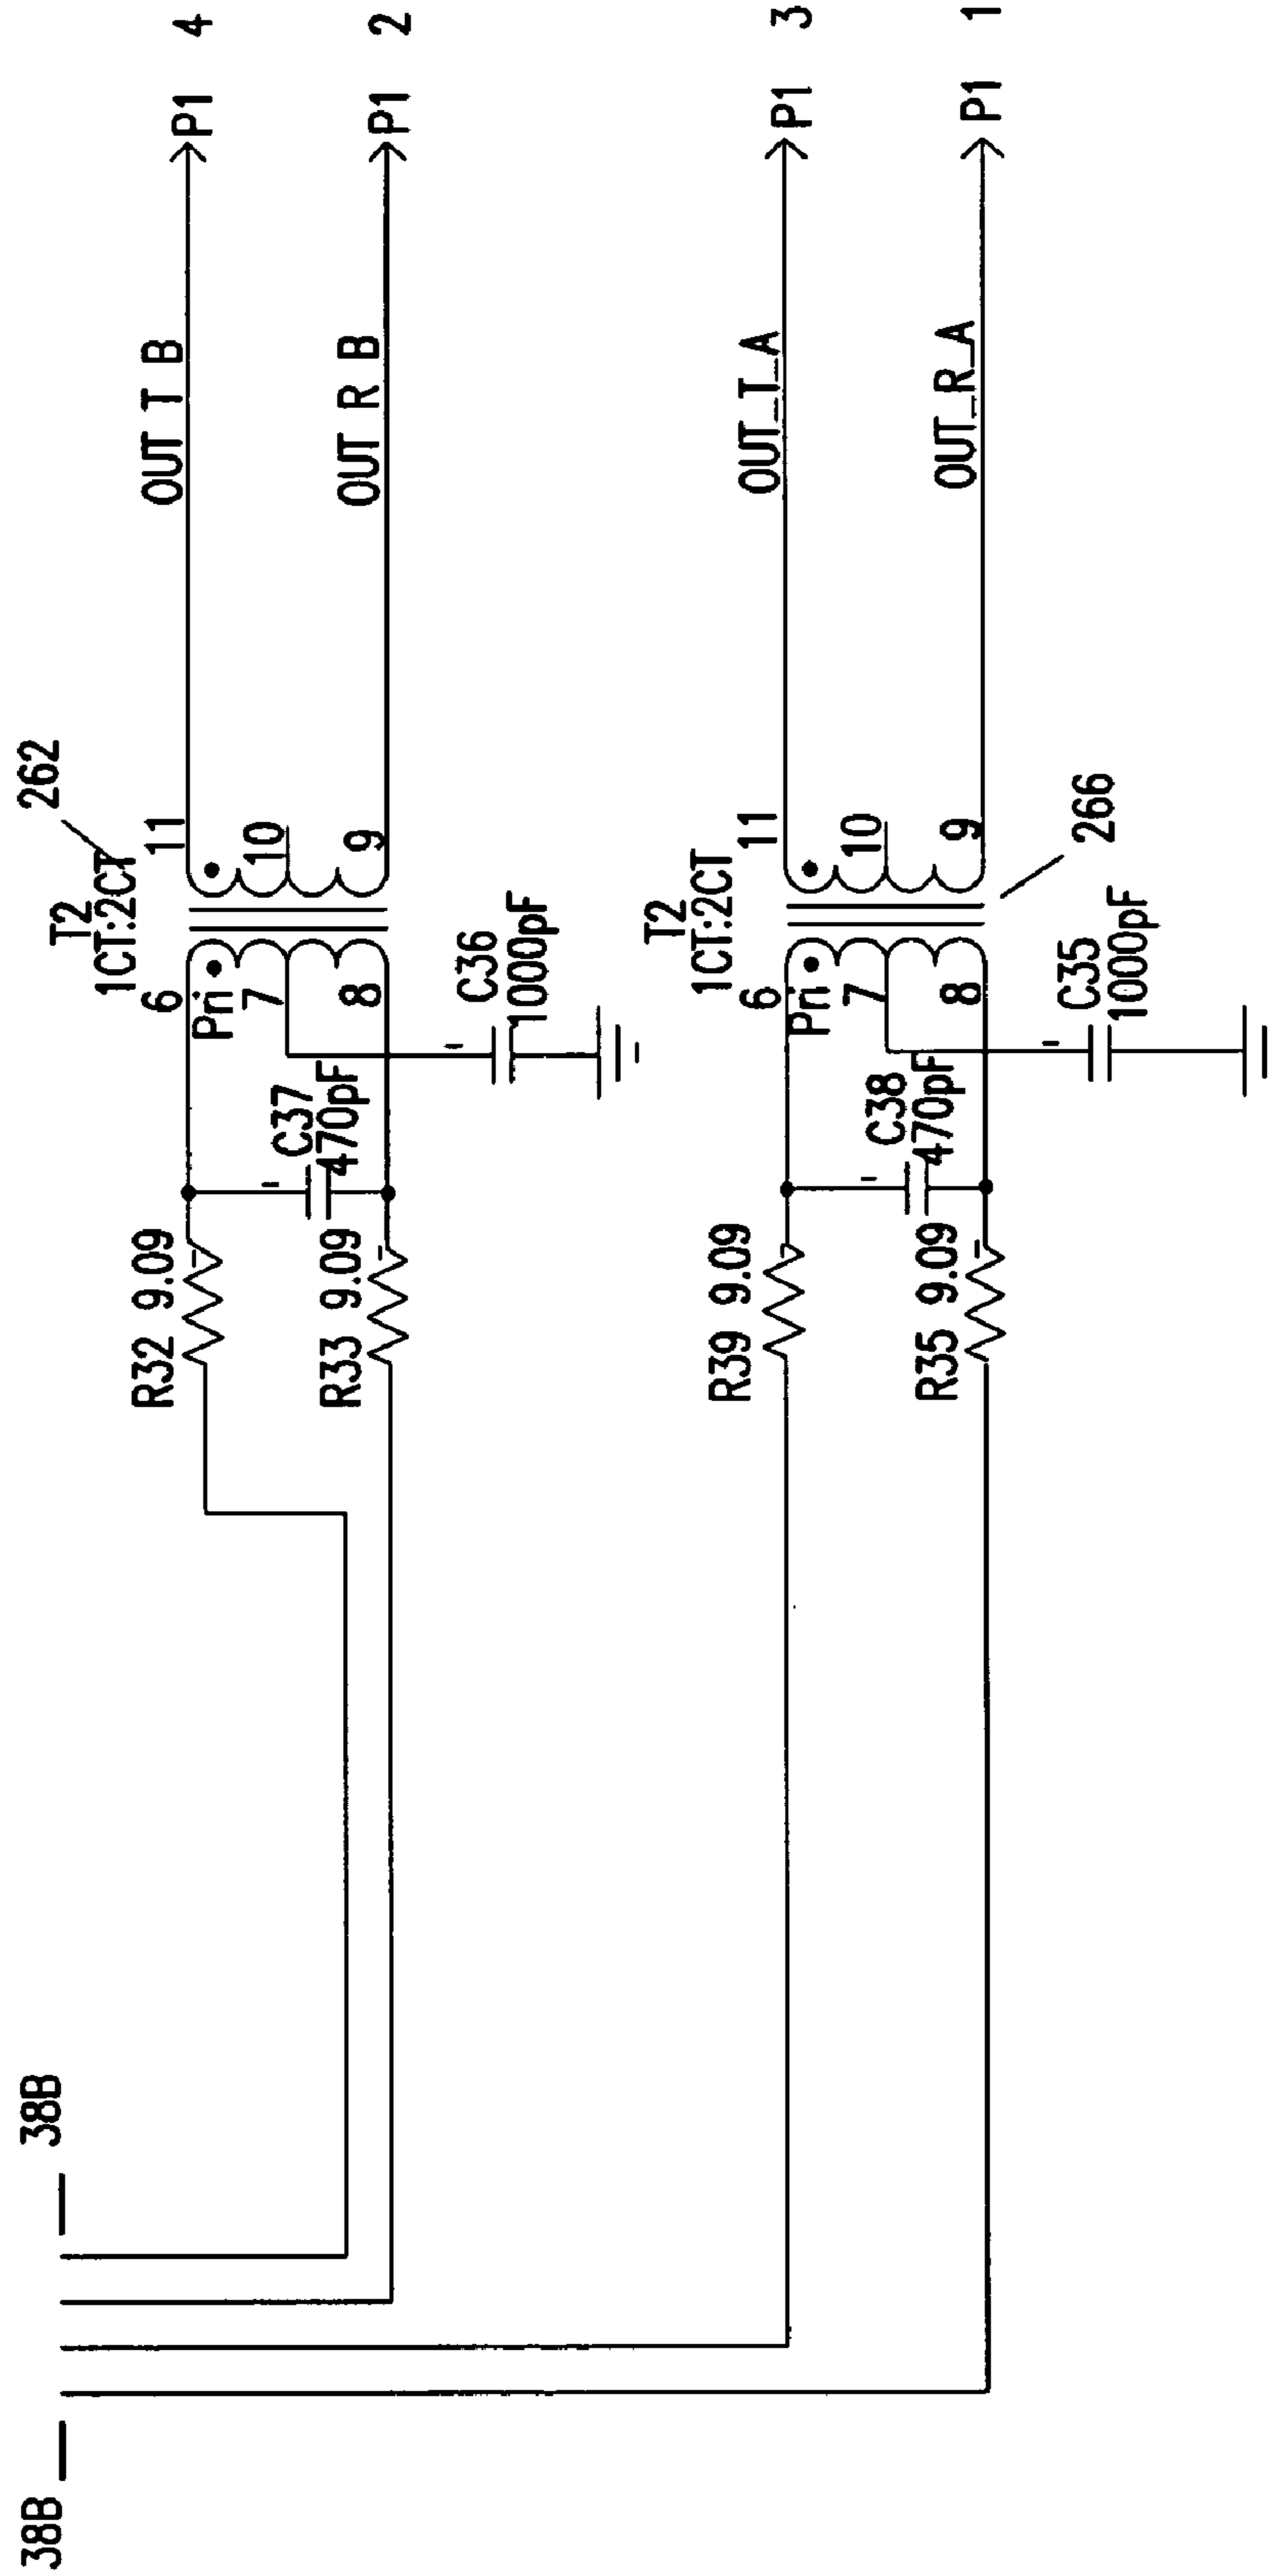 38B
38B
262
T2
1CT:2CT
6
Pri
7
8
11
10
9
OUT T B
P1 4
OUT R B
P1 2
R32 9.09
R33 9.09
C37
470pF
C36
1000pF
T2
1CT:2CT
6
Pri
7
8
11
10
9
OUT_T_A
P1 3
OUT_R_A
P1 1
R39 9.09
R35 9.09
C38
470pF
C35
1000pF
266